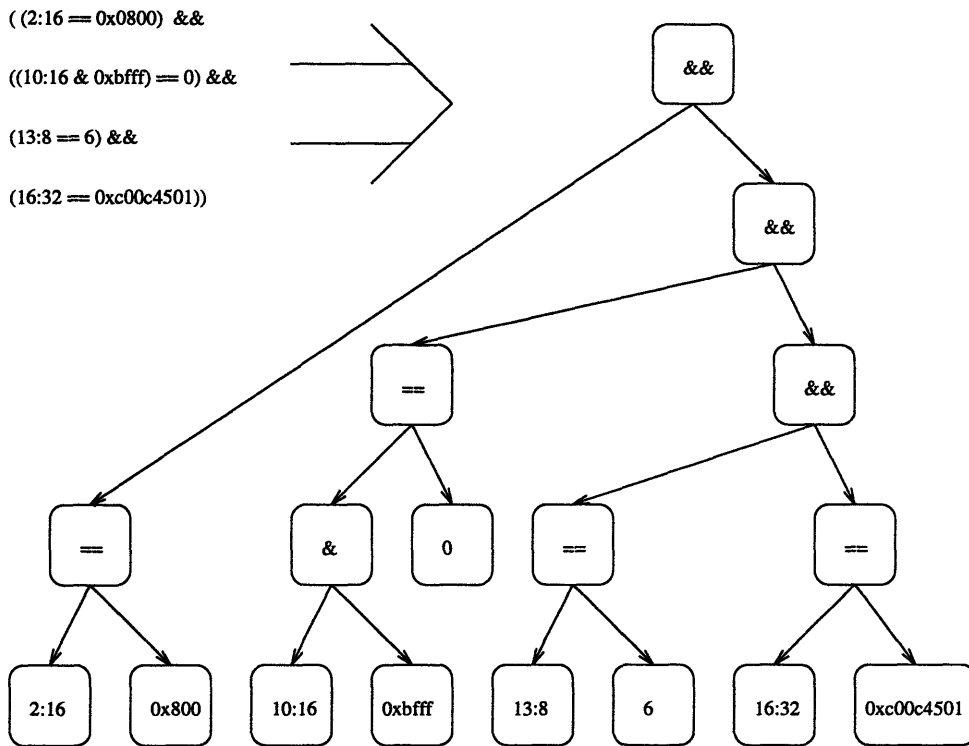 ( (2:16 == 0x0800) &&
((10:16 & 0xbfff) == 0) &&
(13:8 == 6) &&
(16:32 == 0xc00c4501))
&&
&&
==
&&
==
&
0
==
==
2:16
0x800
10:16
0xbfff
13:8
6
16:32
0xc00c4501